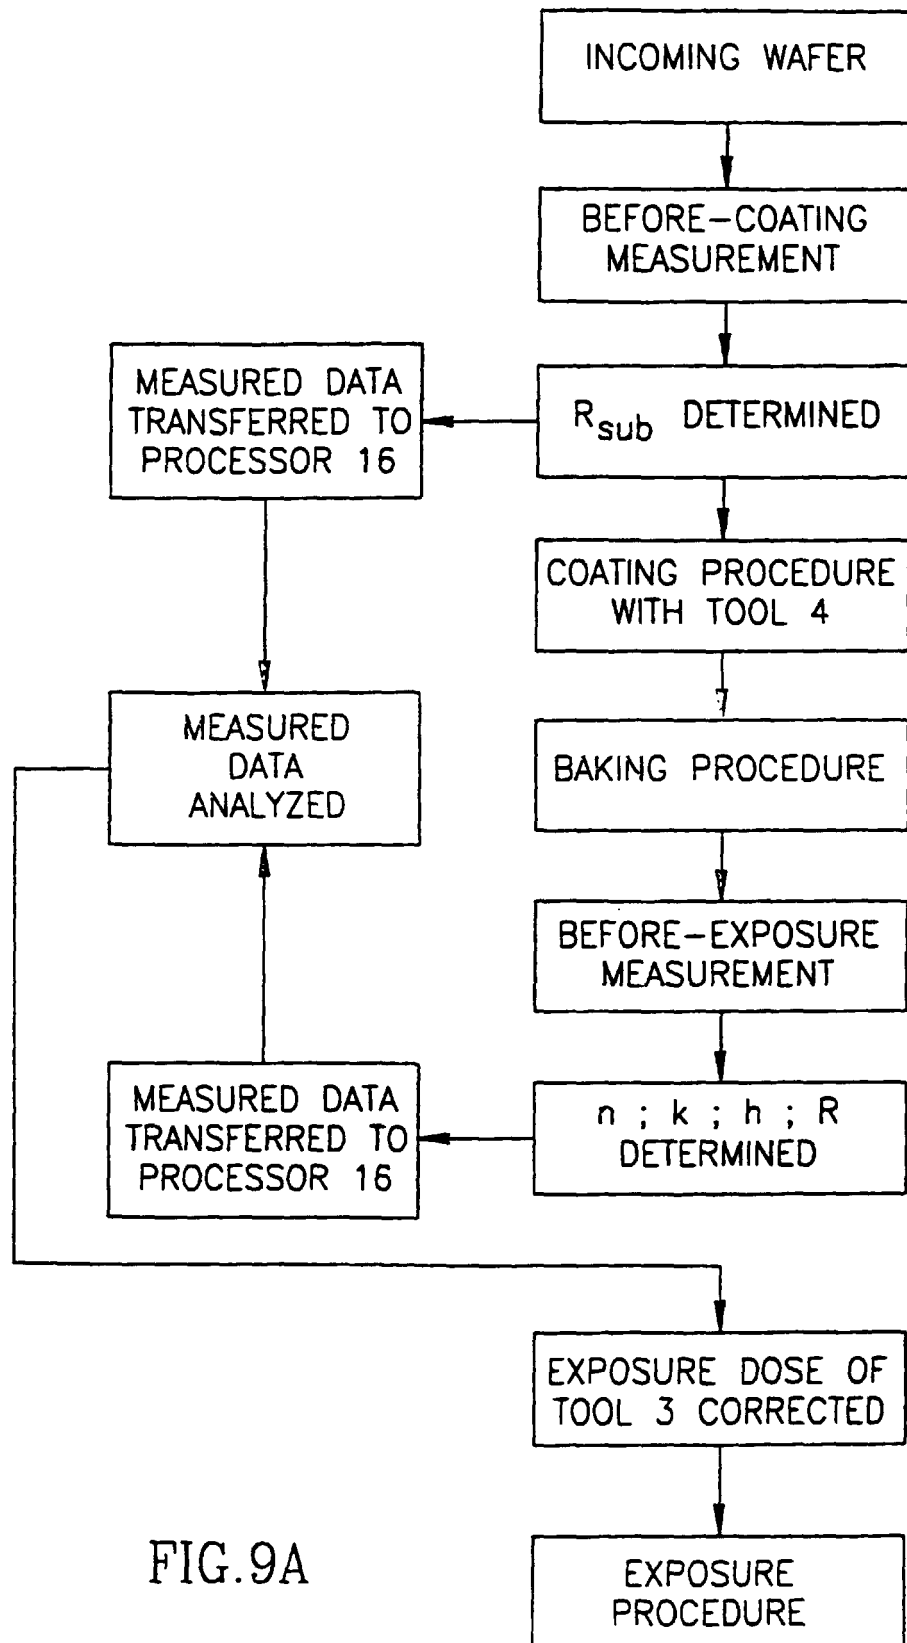 INCOMING WAFER
BEFORE-COATING
MEASUREMENT
MEASURED DATA
TRANSFERRED TO
PROCESSOR 16
Rsub DETERMINED
COATING PROCEDURE
WITH TOOL 4
MEASURED
DATA
ANALYZED
BAKING PROCEDURE
BEFORE-EXPOSURE
MEASUREMENT
MEASURED DATA
TRANSFERRED TO
PROCESSOR 16
n ; k ; h ; R
DETERMINED
EXPOSURE DOSE OF
TOOL 3 CORRECTED
EXPOSURE
PROCEDURE
FIG.9A